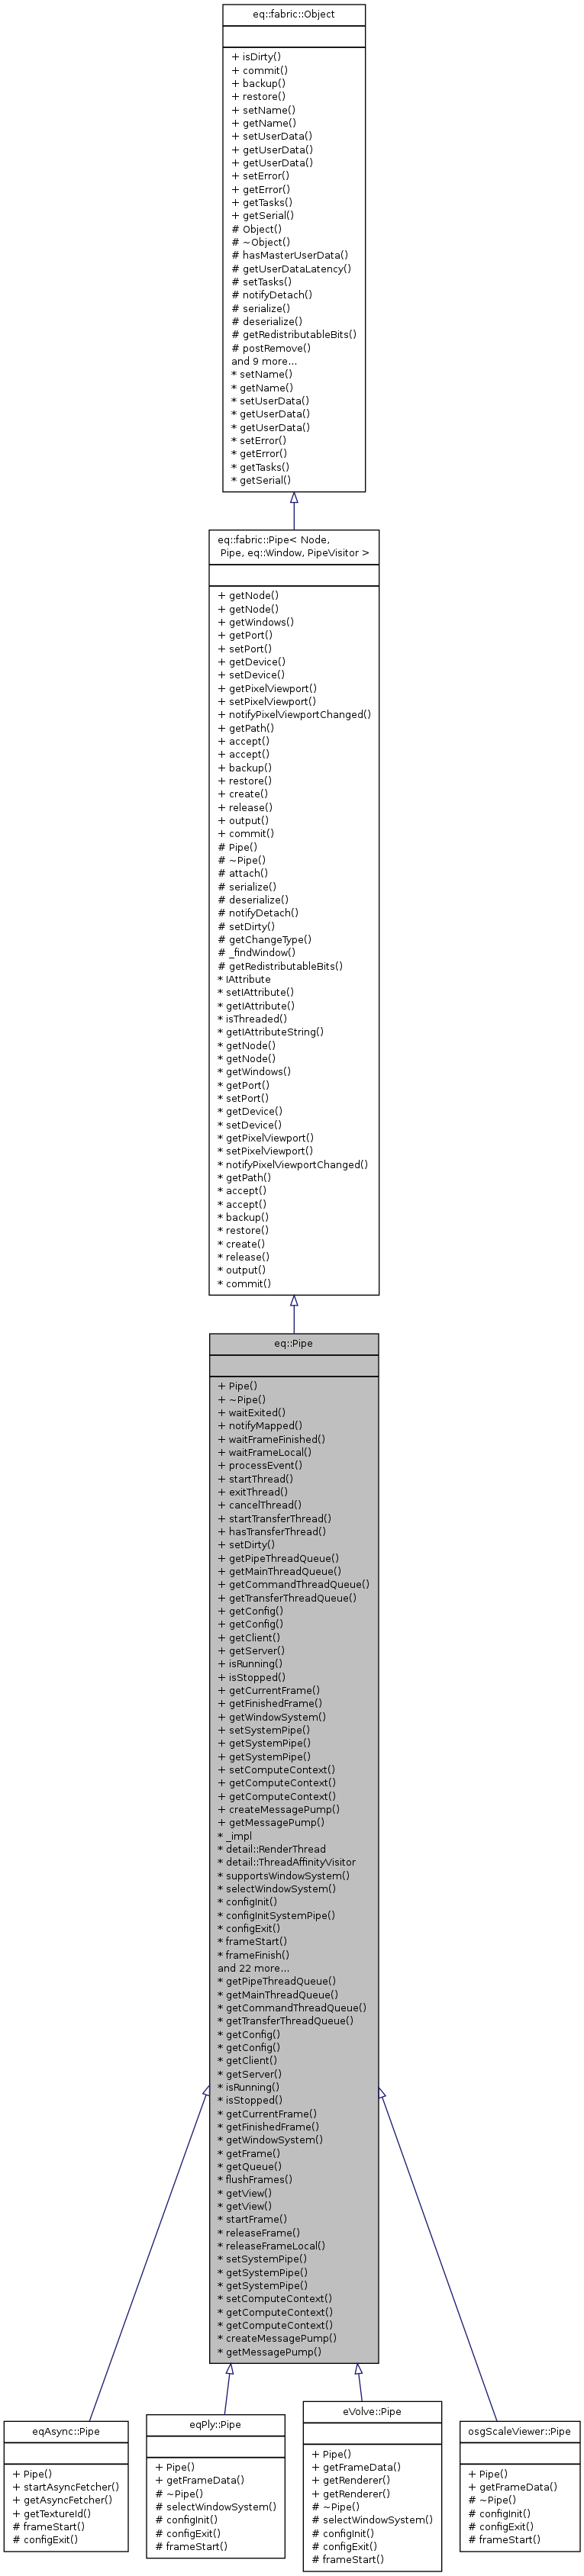 eq::fabric::Object
+ isDirty()
+ commit()
+ backup()
+ restore()
+ setName()
+ getName()
+ setUserData()
+ getUserData()
+ getUserData()
+ setError()
+ getError()
+ getTasks()
+ getSerial()
# Object()
# ~Object()
# hasMasterUserData()
# getUserDataLatency()
# setTasks()
# notifyDetach()
# serialize()
# deserialize()
# getRedistributableBits()
# postRemove()
and 9 more...
* setName()
* getName()
* setUserData()
* getUserData()
* getUserData()
* setError()
* getError()
* getTasks()
* getSerial()
eq::fabric::Pipe< Node,
Pipe, eq::Window, PipeVisitor >
+ getNode()
+ getNode()
+ getWindows()
+ getPort()
+ setPort()
+ getDevice()
+ setDevice()
+ getPixelViewport()
+ setPixelViewport()
+ notifyPixelViewportChanged()
+ getPath()
+ accept()
+ accept()
+ backup()
+ restore()
+ create()
+ release()
+ output()
+ commit()
# Pipe()
# ~Pipe()
# attach()
# serialize()
# deserialize()
# notifyDetach()
# setDirty()
# getChangeType()
# _findWindow()
# getRedistributableBits()
* IAttribute
* setIAttribute()
* getIAttribute()
* isThreaded()
* getIAttributeString()
* getNode()
* getNode()
* getWindows()
* getPort()
* setPort()
* getDevice()
* setDevice()
* getPixelViewport()
* setPixelViewport()
* notifyPixelViewportChanged()
* getPath()
* accept()
* accept()
* backup()
* restore()
* create()
* release()
* output()
* commit()
eq::Pipe
+ Pipe()
+ ~Pipe()
+ waitExited()
+ notifyMapped()
+ waitFrameFinished()
+ waitFrameLocal()
+ processEvent()
+ startThread()
+ exitThread()
+ cancelThread()
+ startTransferThread()
+ hasTransferThread()
+ setDirty()
+ getPipeThreadQueue()
+ getMainThreadQueue()
+ getCommandThreadQueue()
+ getTransferThreadQueue()
+ getConfig()
+ getConfig()
+ getClient()
+ getServer()
+ isRunning()
+ isStopped()
+ getCurrentFrame()
+ getFinishedFrame()
+ getWindowSystem()
+ setSystemPipe()
+ getSystemPipe()
+ getSystemPipe()
+ setComputeContext()
+ getComputeContext()
+ getComputeContext()
+ createMessagePump()
+ getMessagePump()
* _impl
* detail::RenderThread
* detail::ThreadAffinityVisitor
* supportsWindowSystem()
* selectWindowSystem()
* configInit()
* configInitSystemPipe()
* configExit()
* frameStart()
* frameFinish()
and 22 more...
* getPipeThreadQueue()
* getMainThreadQueue()
* getCommandThreadQueue()
* getTransferThreadQueue()
* getConfig()
* getConfig()
* getClient()
* getServer()
* isRunning()
* isStopped()
* getCurrentFrame()
* getFinishedFrame()
* getWindowSystem()
* getFrame()
* getQueue()
* flushFrames()
* getView()
* getView()
* startFrame()
* releaseFrame()
* releaseFrameLocal()
* setSystemPipe()
* getSystemPipe()
* getSystemPipe()
* setComputeContext()
* getComputeContext()
* getComputeContext()
* createMessagePump()
* getMessagePump()
eqAsync::Pipe
+ Pipe()
+ startAsyncFetcher()
+ getAsyncFetcher()
+ getTextureId()
# frameStart()
# configExit()
eqPly::Pipe
+ Pipe()
+ getFrameData()
# ~Pipe()
# selectWindowSystem()
# configInit()
# configExit()
# frameStart()
eVolve::Pipe
+ Pipe()
+ getFrameData()
+ getRenderer()
+ getRenderer()
# ~Pipe()
# selectWindowSystem()
# configInit()
# configExit()
# frameStart()
osgScaleViewer::Pipe
+ Pipe()
+ getFrameData()
# ~Pipe()
# configInit()
# configExit()
# frameStart()